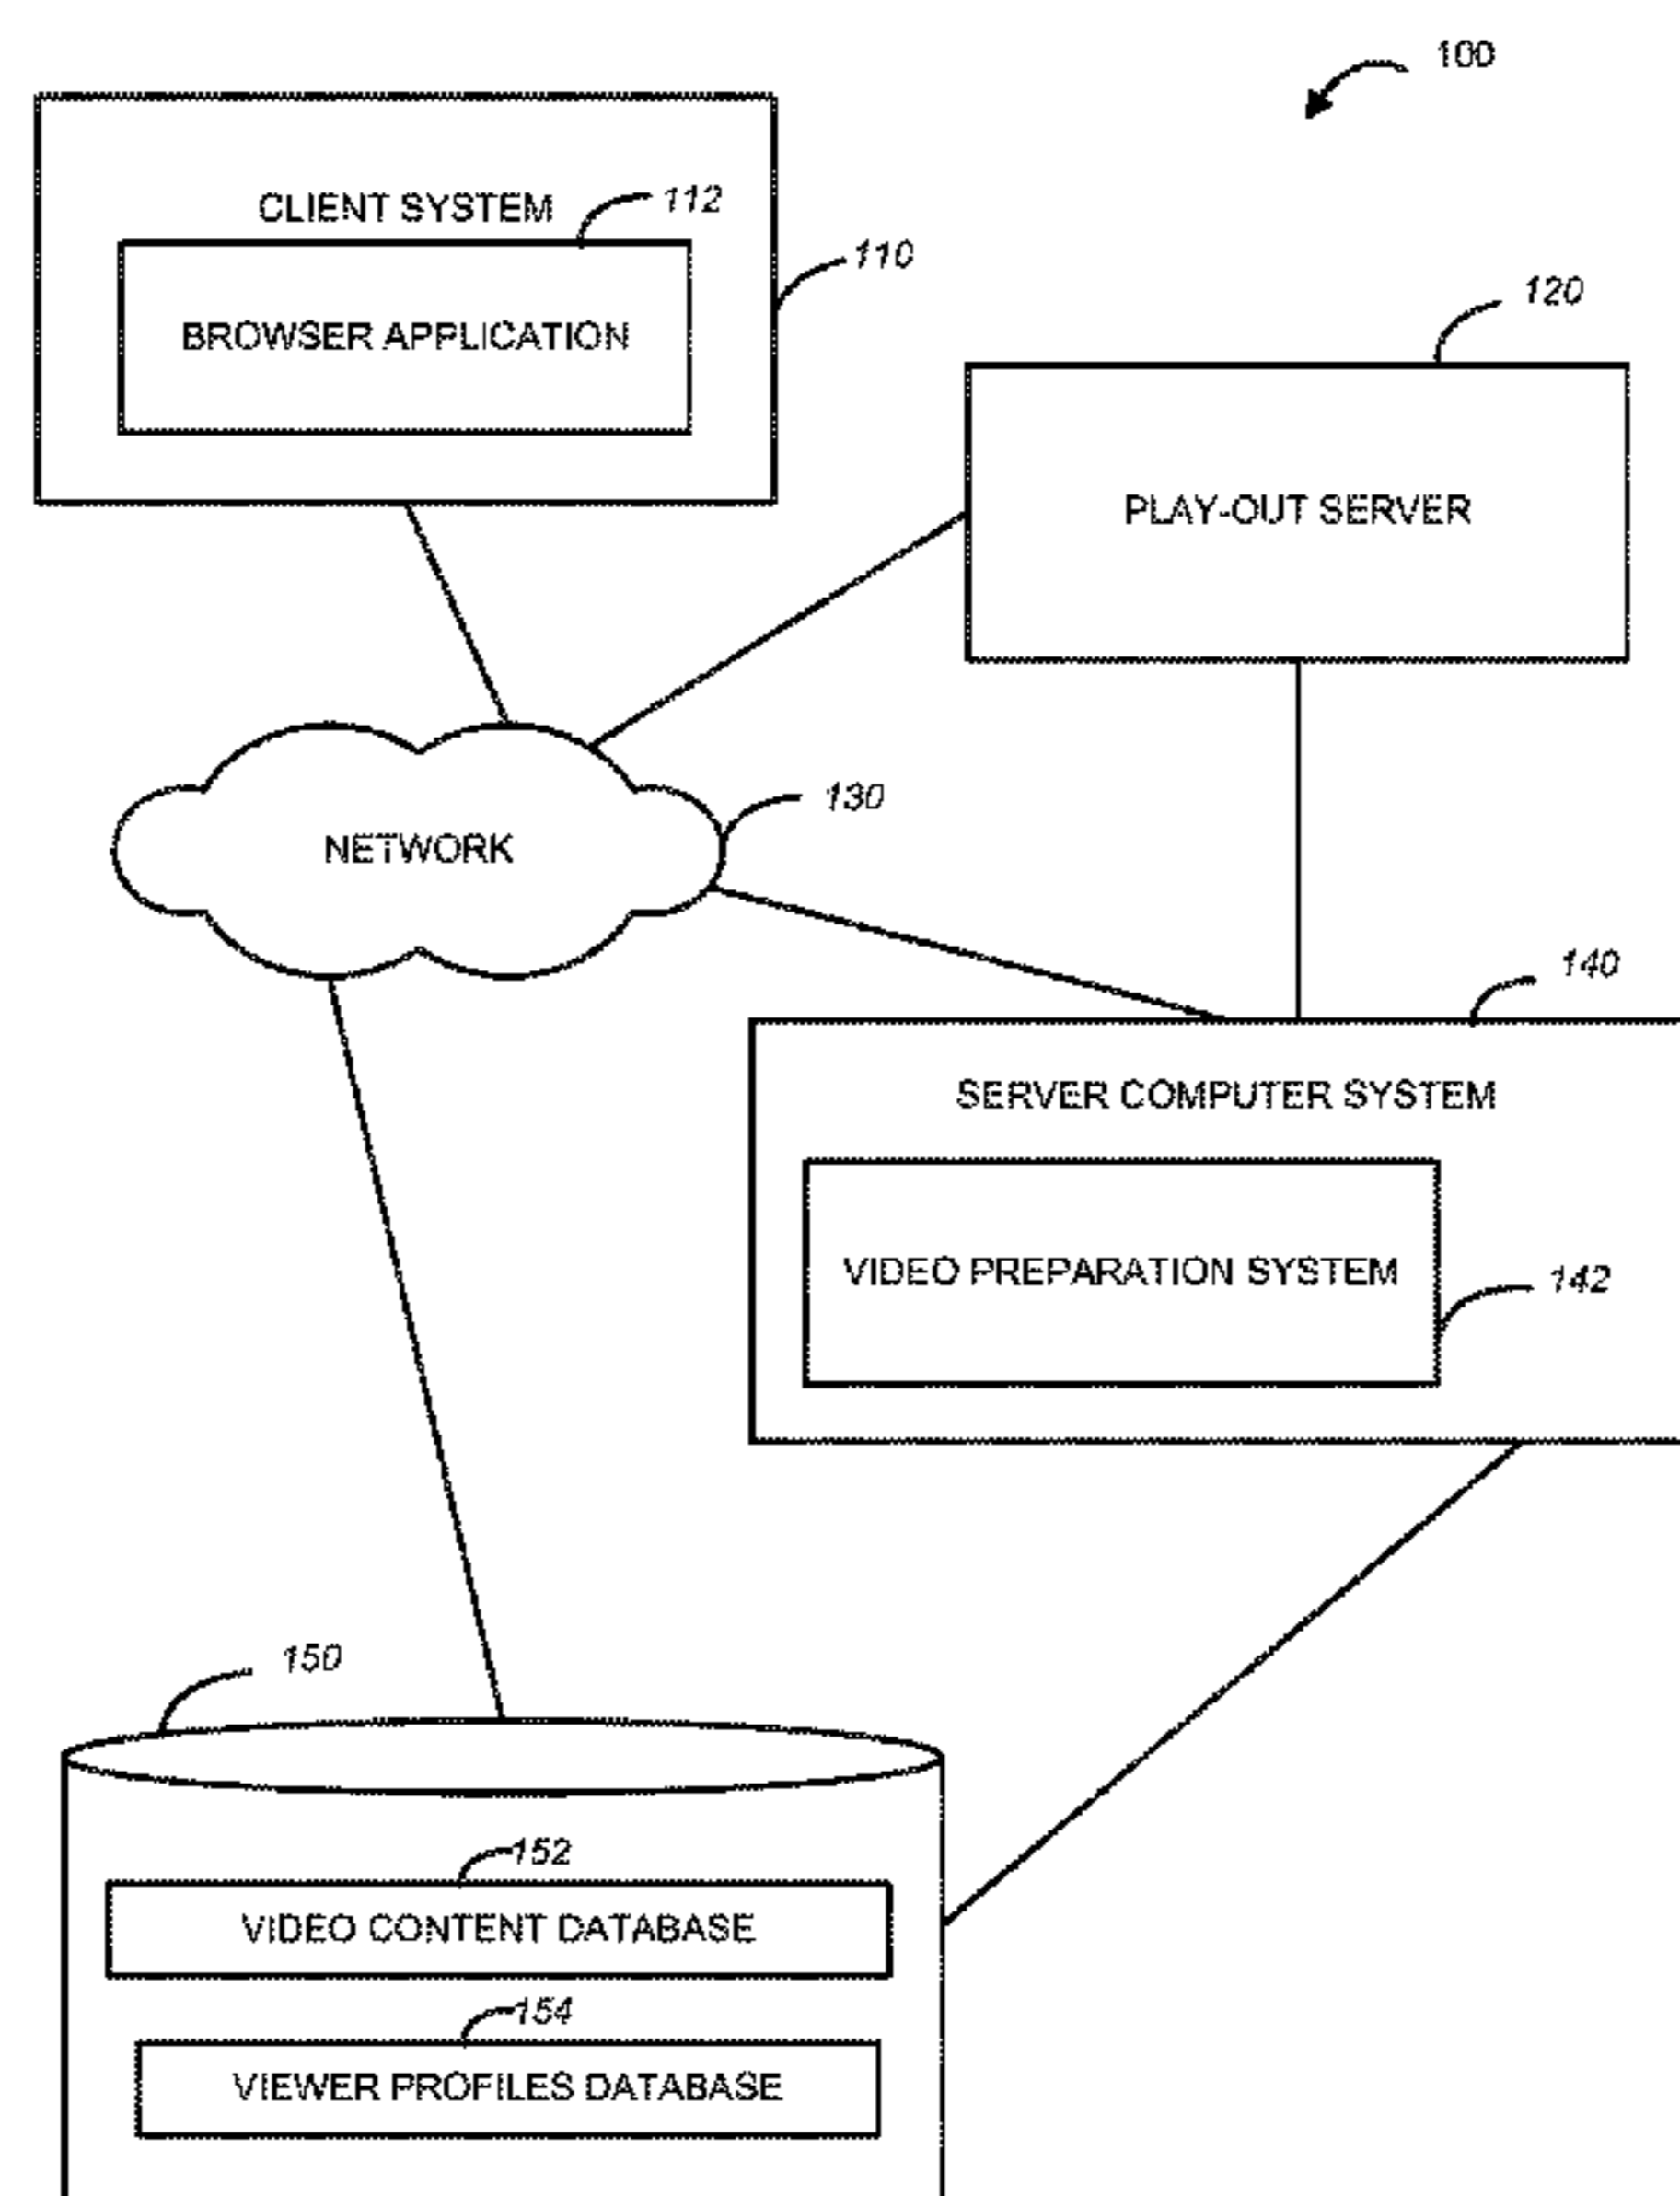 100
CLIENT SYSTEM
112
110
BROWSER APPLICATION
120
PLAY-OUT SERVER
130
NETWORK
140
SERVER COMPUTER SYSTEM
VIDEO PREPARATION SYSTEM
142
150
152
VIDEO CONTENT DATABASE
154
VIEWER PROFILES DATABASE